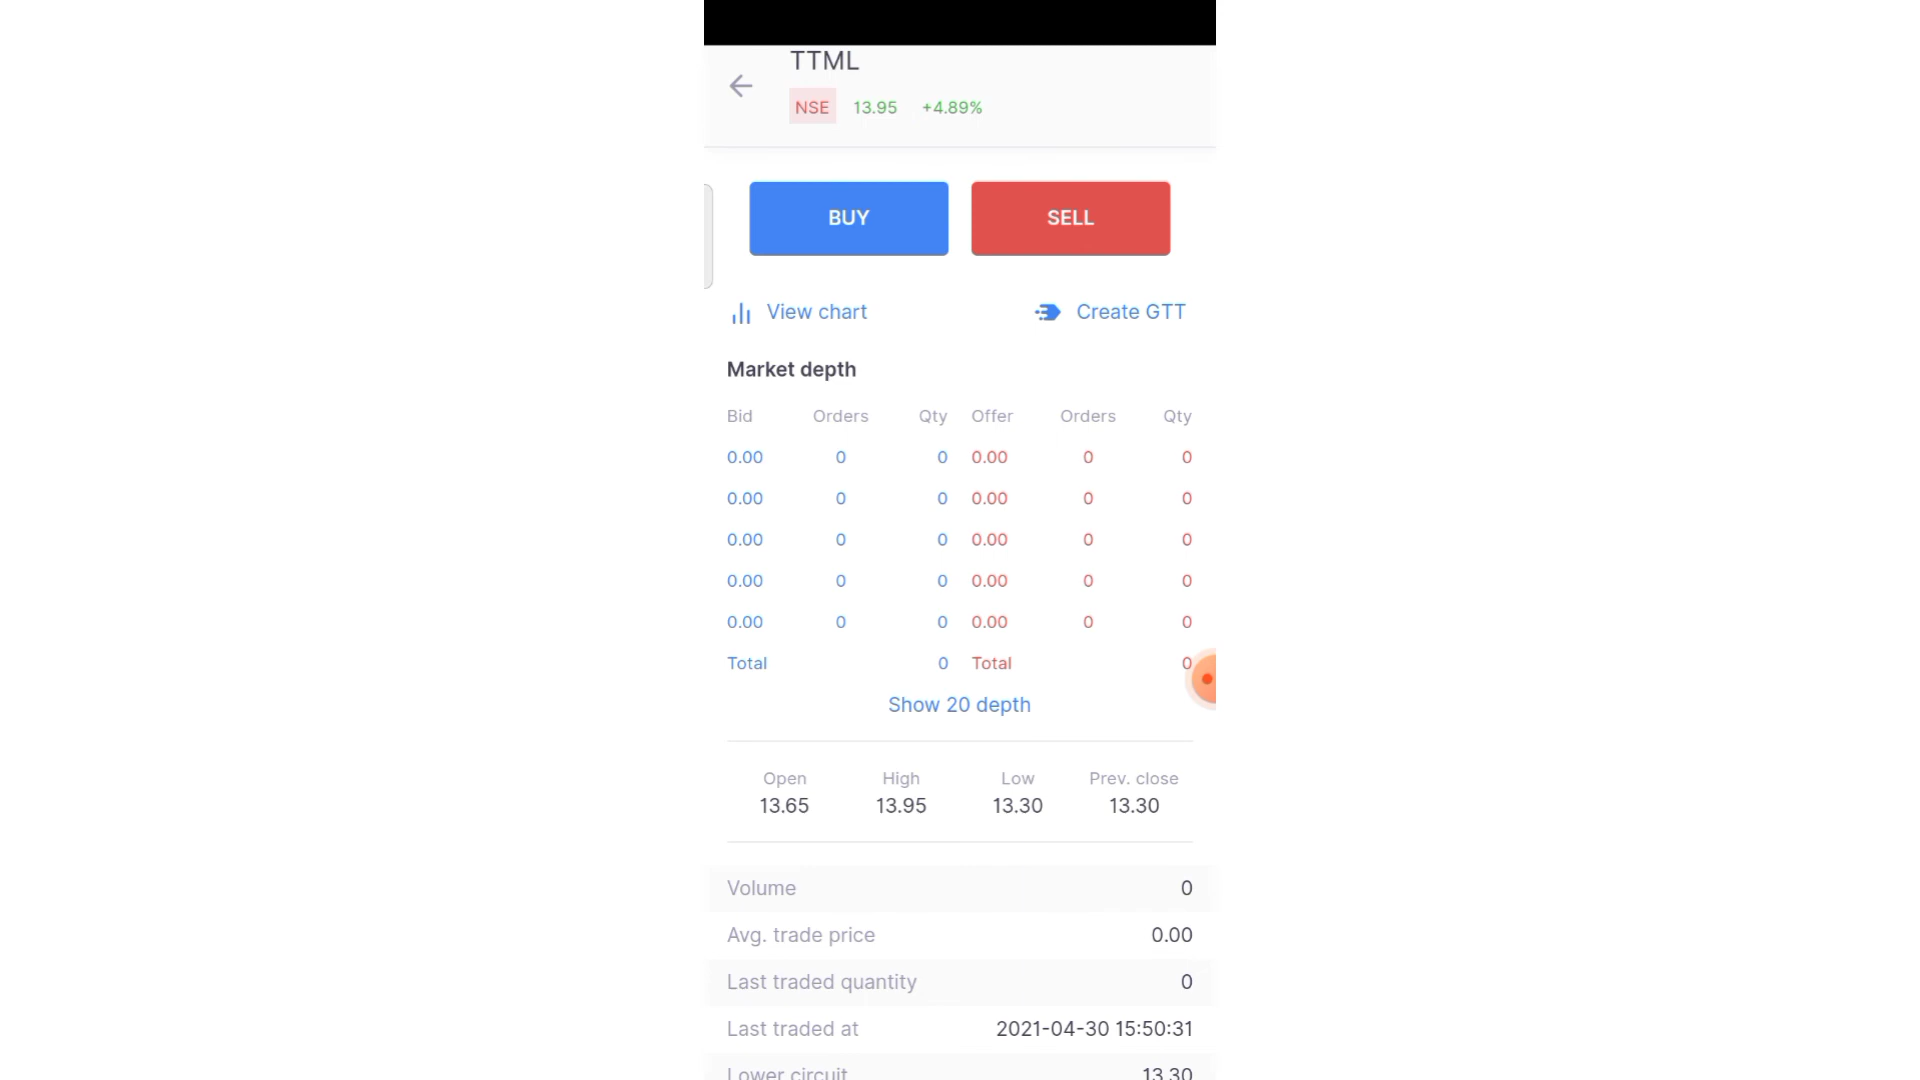 TTML
NSE 13.95 +4.89%
BUY SELL
View chart Create GTT
Market depth
Bid Orders Qty Offer Orders Qty
0.00 0 0 0.00 0 0
0.00 0 0 0.00 0 0
0.00 0 0 0.00 0 0
0.00 0 0 0.00 0 0
0.00 0 0 0.00 0 0
Total 0 Total 0
Show 20 depth
Open High Low Prev. close
13.65 13.95 13.30 13.30
Volume 0
Avg. trade price 0.00
Last traded quantity 0
Last traded at 2021-04-30 15:50:31
Lower circuit 13.30